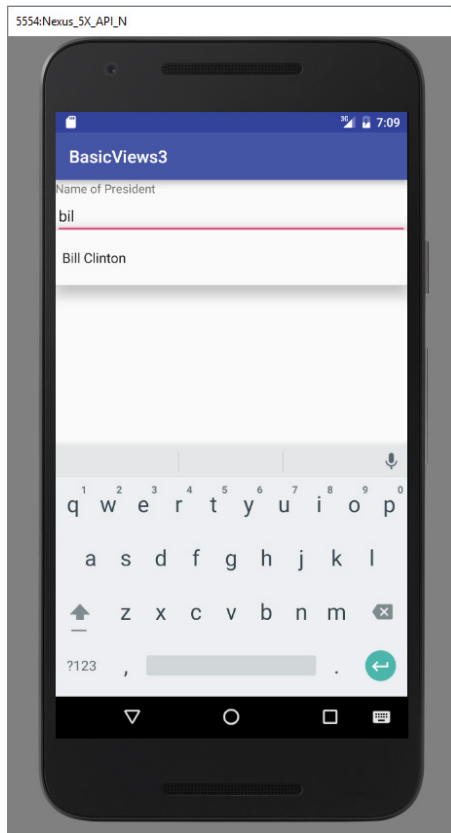 5554:Nexus_5X_API_N
3G 7:09
BasicViews3
Name of President
bil
Bill Clinton
1 2 3 4 5 6 7 8 9 0
q w e r t y u i o p
a s d f g h j k l
z x c v b n m
?123 , .